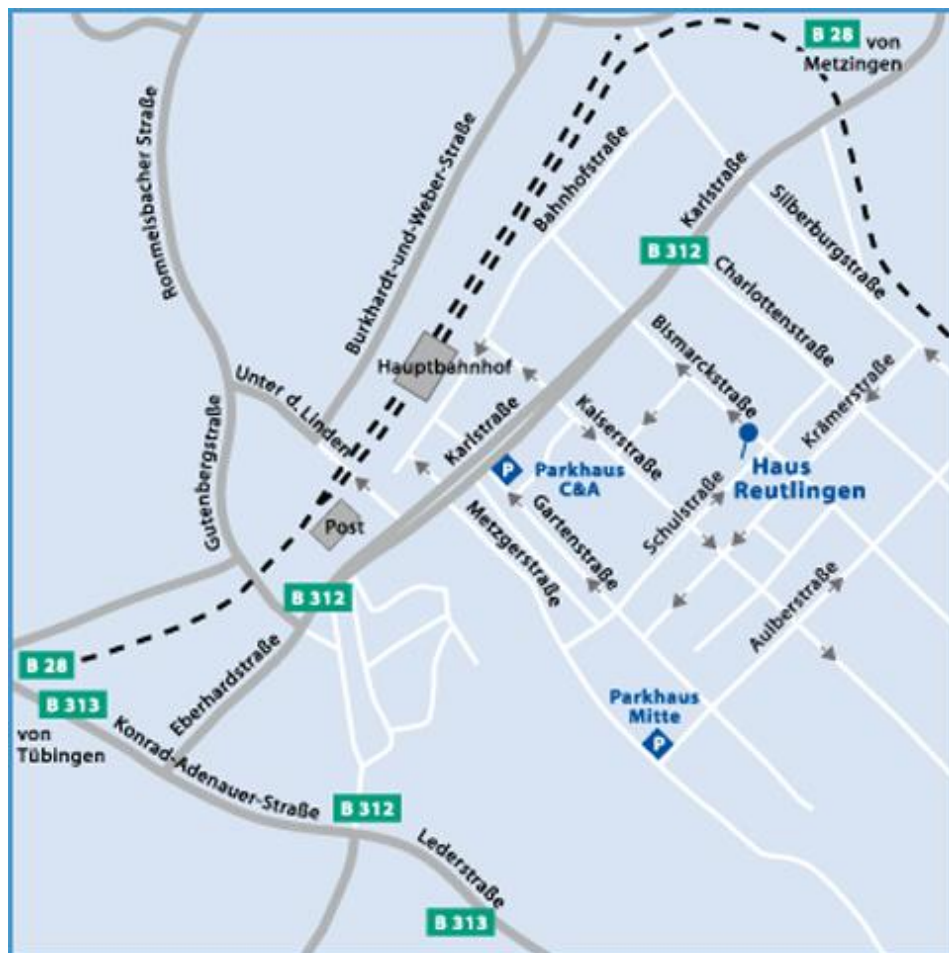 B 28 von
Metzingen
Rommelsbacher Straße
Burkhardt-und-Weber-Straße
Bahnhofstraße
Karlstraße
Silberburgstraße
B 312
Charlottenstraße
Bismarckstraße
Hauptbahnhof
Unter d. Linden
Karlstraße
Kaiserstraße
Krämerstraße
Gutenbergstraße
P
Parkhaus
C&A
Haus
Reutlingen
Post
Metzgerstraße
Gartenstraße
Schulstraße
Aulberstraße
B 312
Eberhardstraße
B 28
B 313
von
Tübingen
Konrad-Adenauer-Straße
Parkhaus
Mitte
P
B 312
Lederstraße
B 313